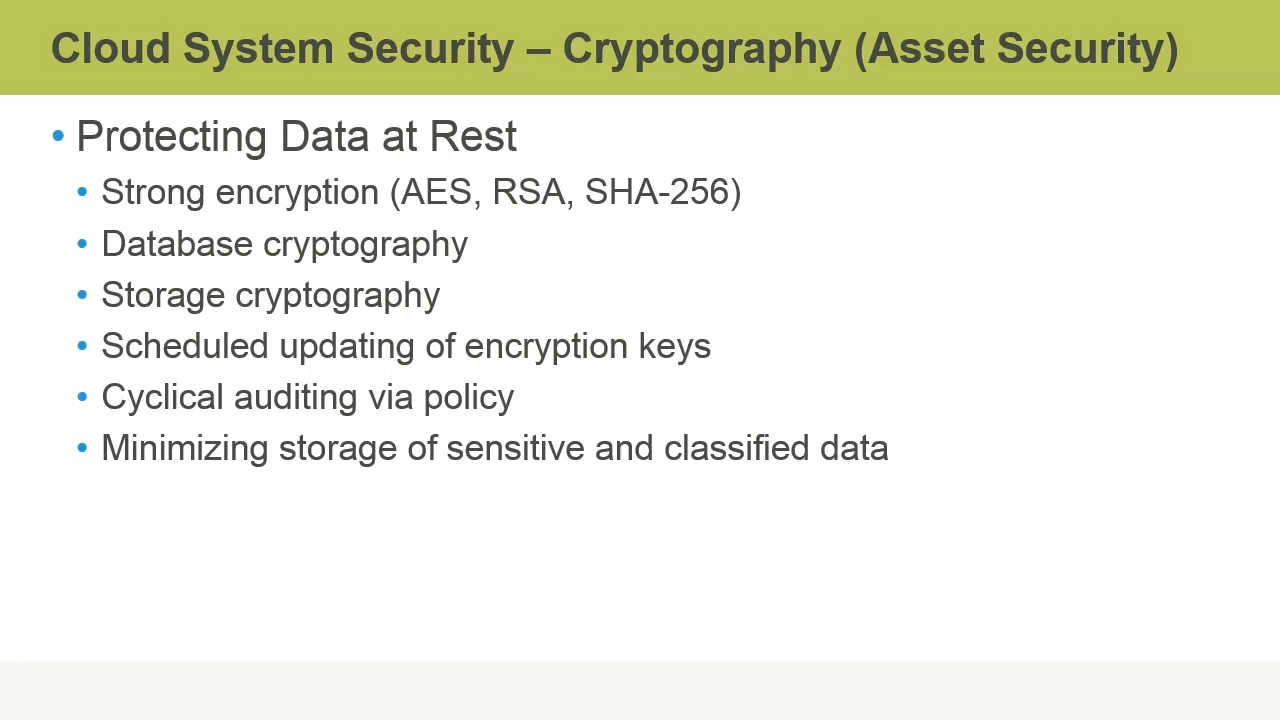 Cloud System Security – Cryptography (Asset Security)
• Protecting Data at Rest
• Strong encryption (AES, RSA, SHA-256)
• Database cryptography
• Storage cryptography
• Scheduled updating of encryption keys
• Cyclical auditing via policy
• Minimizing storage of sensitive and classified data